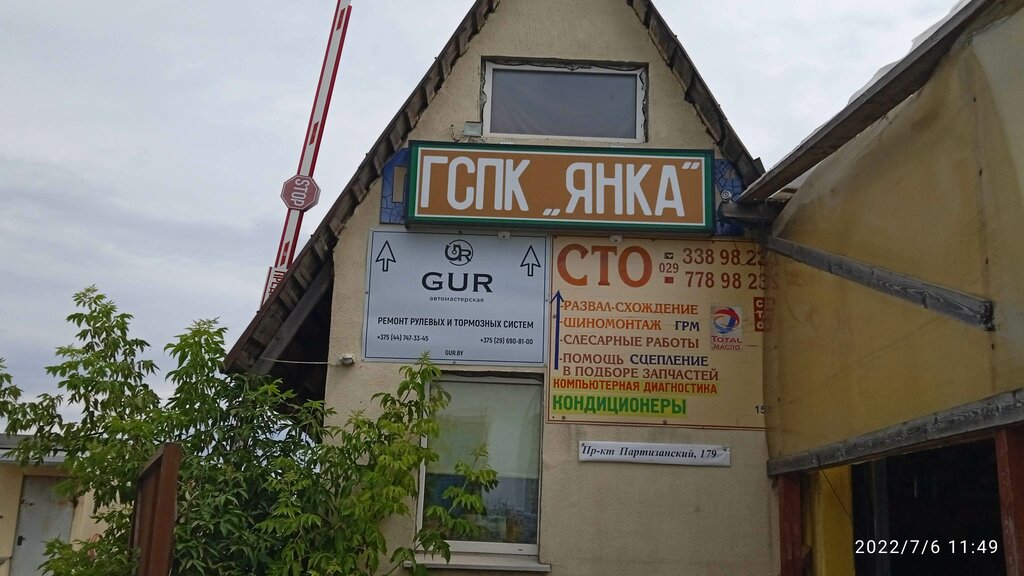 STOP
ГСПК „ЯНКА“
GUR
автомастерская
РЕМОНТ РУЛЕВЫХ И ТОРМОЗНЫХ СИСТЕМ
+375 (44) 747-33-45 +375 (29) 690-81-00
GUR.BY
СТО 029
338 98 23
778 98 23
-РАЗВАЛ-СХОЖДЕНИЕ
-ШИНОМОНТАЖ ГРМ
-СЛЕСАРНЫЕ РАБОТЫ
-ПОМОЩЬ СЦЕПЛЕНИЕ
В ПОДБОРЕ ЗАПЧАСТЕЙ
TOTAL
МАСЛО
КОМПЬЮТЕРНАЯ ДИАГНОСТИКА
КОНДИЦИОНЕРЫ
Пр-кт Партизанский, 179
2022/7/6 11:49